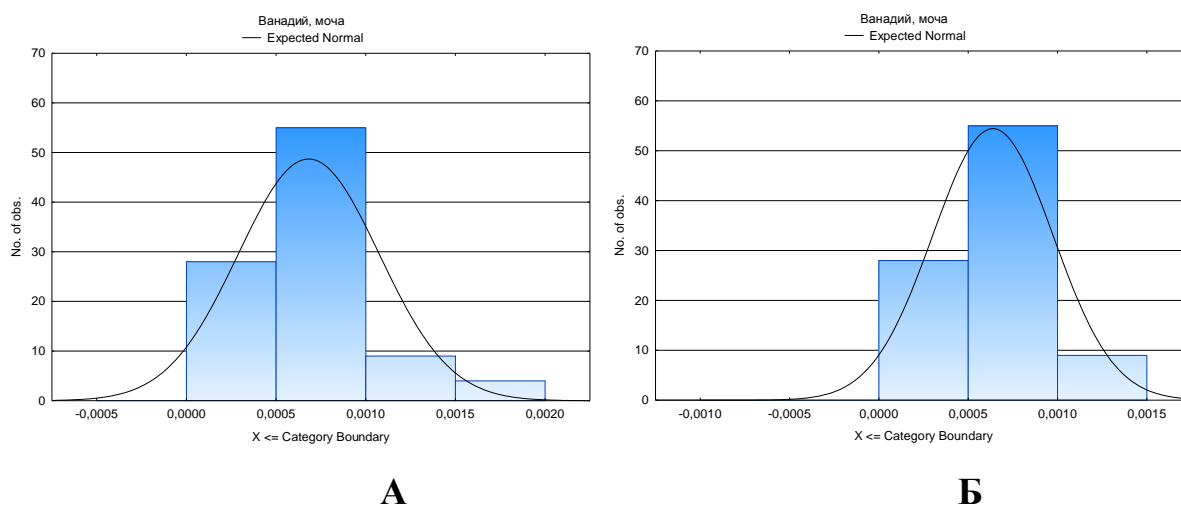 Ванадий, моча
Expected Normal
70
60
50
40
30
20
10
0
No. of obs.
-0,0005 0,0000 0,0005 0,0010 0,0015 0,0020
X <= Category Boundary
А
Ванадий, моча
Expected Normal
70
60
50
40
30
20
10
0
No. of obs.
-0,0010 -0,0005 0,0000 0,0005 0,0010 0,0015
X <= Category Boundary
Б